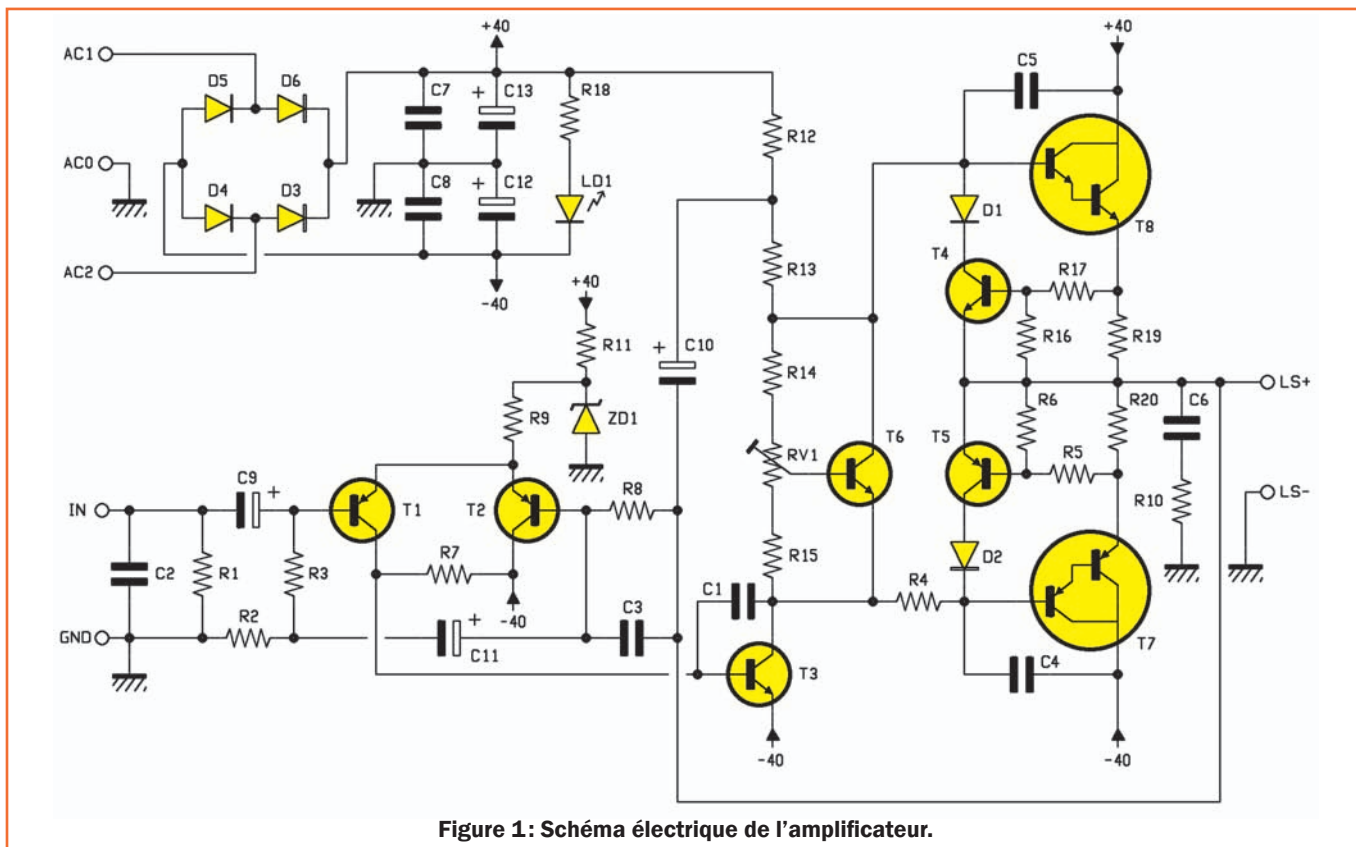 +40
+40
AC1
D5
D6
C7
+
C13
R18
C5
R12
AC0
D4
D3
C8
+
C12
LD1
D1
T8
-40
R13
T4
R17
+40
R11
C10
+
R16
R19
R14
LS+
R9
ZD1
R6
R20
C6
RV1
T6
T5
R5
C9
+
R8
IN
T1
T2
R10
LS-
C2
R1
R3
R7
R15
D2
C1
R4
-40
GND
R2
+
C11
C3
T7
T3
C4
-40
-40
Figure 1: Schéma électrique de l’amplificateur.